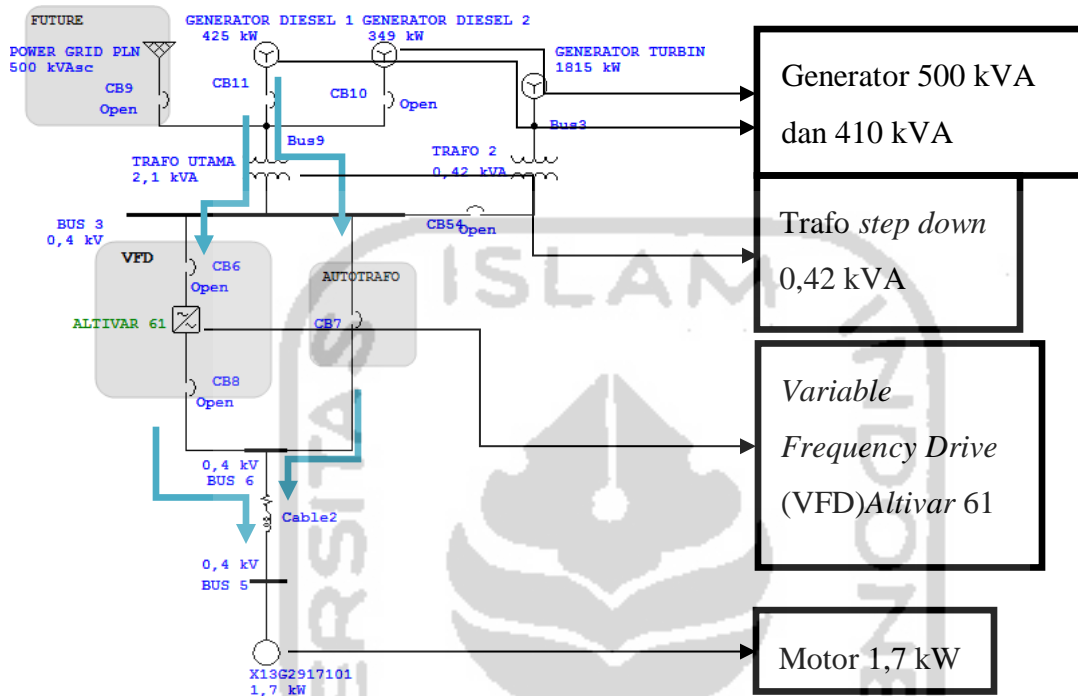 FUTURE
POWER GRID PLN
500 kVAsc
CB9
Open
GENERATOR DIESEL 1
425 kW
CB11
GENERATOR DIESEL 2
349 kW
CB10
Open
GENERATOR TURBIN
1815 kW
Bus9
Bus3
TRAFO UTAMA
2,1 kVA
TRAFO 2
0,42 kVA
BUS 3
0,4 kV
CB54
Open
VFD
CB6
Open
ALTIVAR 61
CB8
Open
AUTOTRAFO
CB7
0,4 kV
BUS 6
Cable2
0,4 kV
BUS 5
X13G2917101
1,7 kW
Generator 500 kVA
dan 410 kVA
Trafo step down
0,42 kVA
Variable
Frequency Drive
(VFD)Altivar 61
Motor 1,7 kW
ISLAM
ERSITAS
INDONE